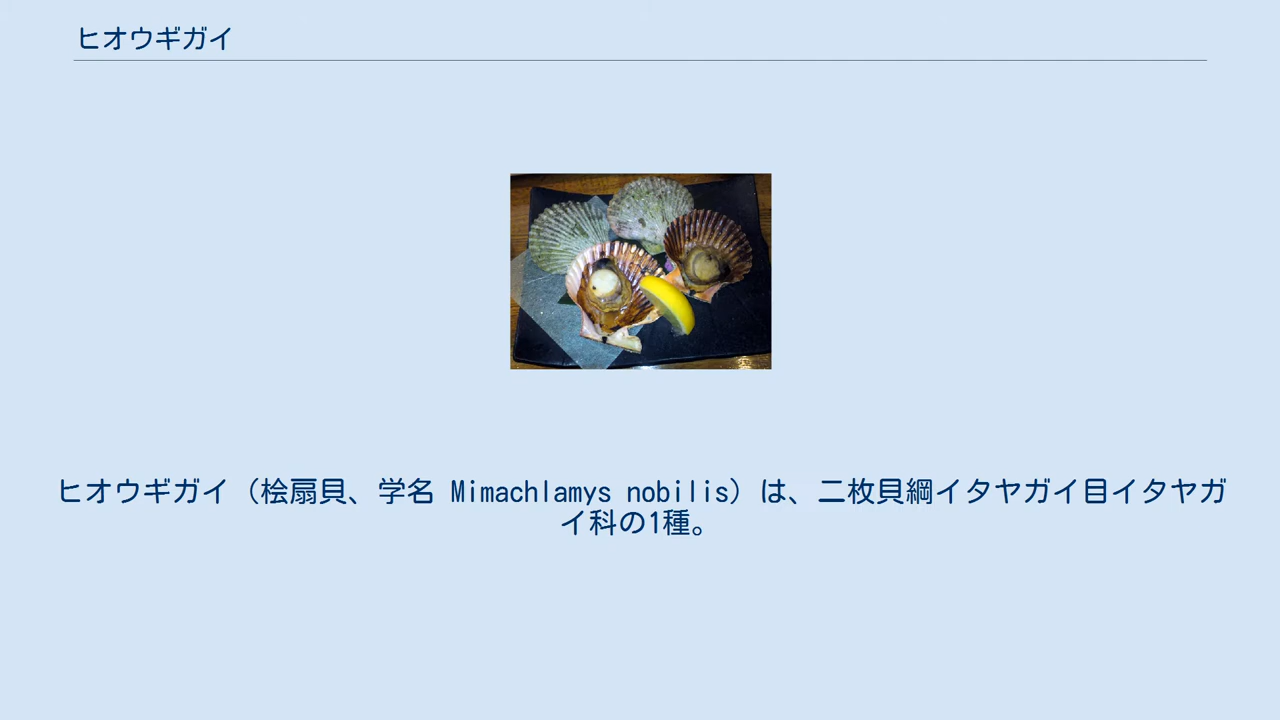 ヒオウギガイ
ヒオウギガイ（桧扇貝、学名 Mimachlamys nobilis）は、二枚貝綱イタヤガイ目イタヤガ
イ科の1種。